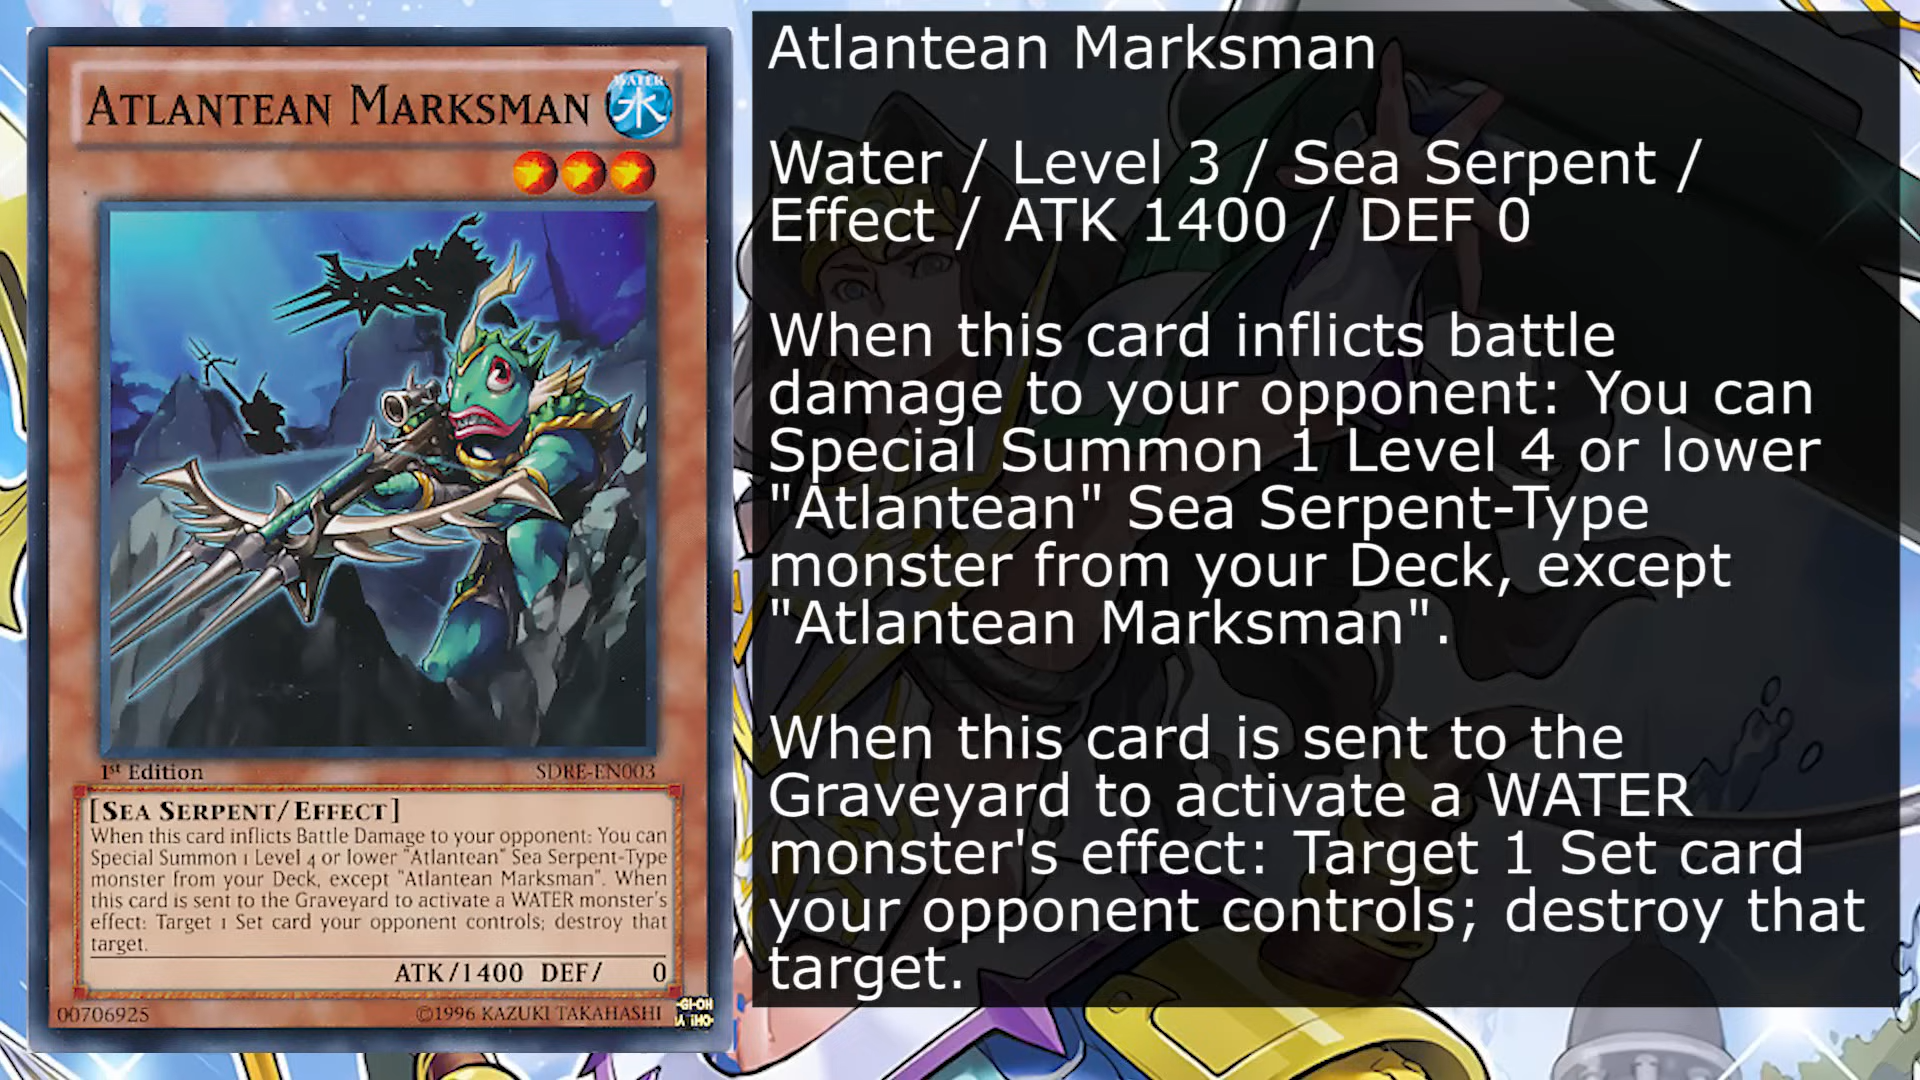 ATLANTEAN MARKSMAN
WATER
水
1st Edition
SDRE-EN003
[SEA SERPENT/EFFECT]
When this card inflicts Battle Damage to your opponent: You can
Special Summon 1 Level 4 or lower "Atlantean" Sea Serpent-Type
monster from your Deck, except "Atlantean Marksman". When
this card is sent to the Graveyard to activate a WATER monster's
effect: Target 1 Set card your opponent controls; destroy that
target.
ATK/1400 DEF/ 0
00706925
©1996 KAZUKI TAKAHASHI
Atlantean Marksman
Water / Level 3 / Sea Serpent /
Effect / ATK 1400 / DEF 0
When this card inflicts battle
damage to your opponent: You can
Special Summon 1 Level 4 or lower
"Atlantean" Sea Serpent-Type
monster from your Deck, except
"Atlantean Marksman".
When this card is sent to the
Graveyard to activate a WATER
monster's effect: Target 1 Set card
your opponent controls; destroy that
target.